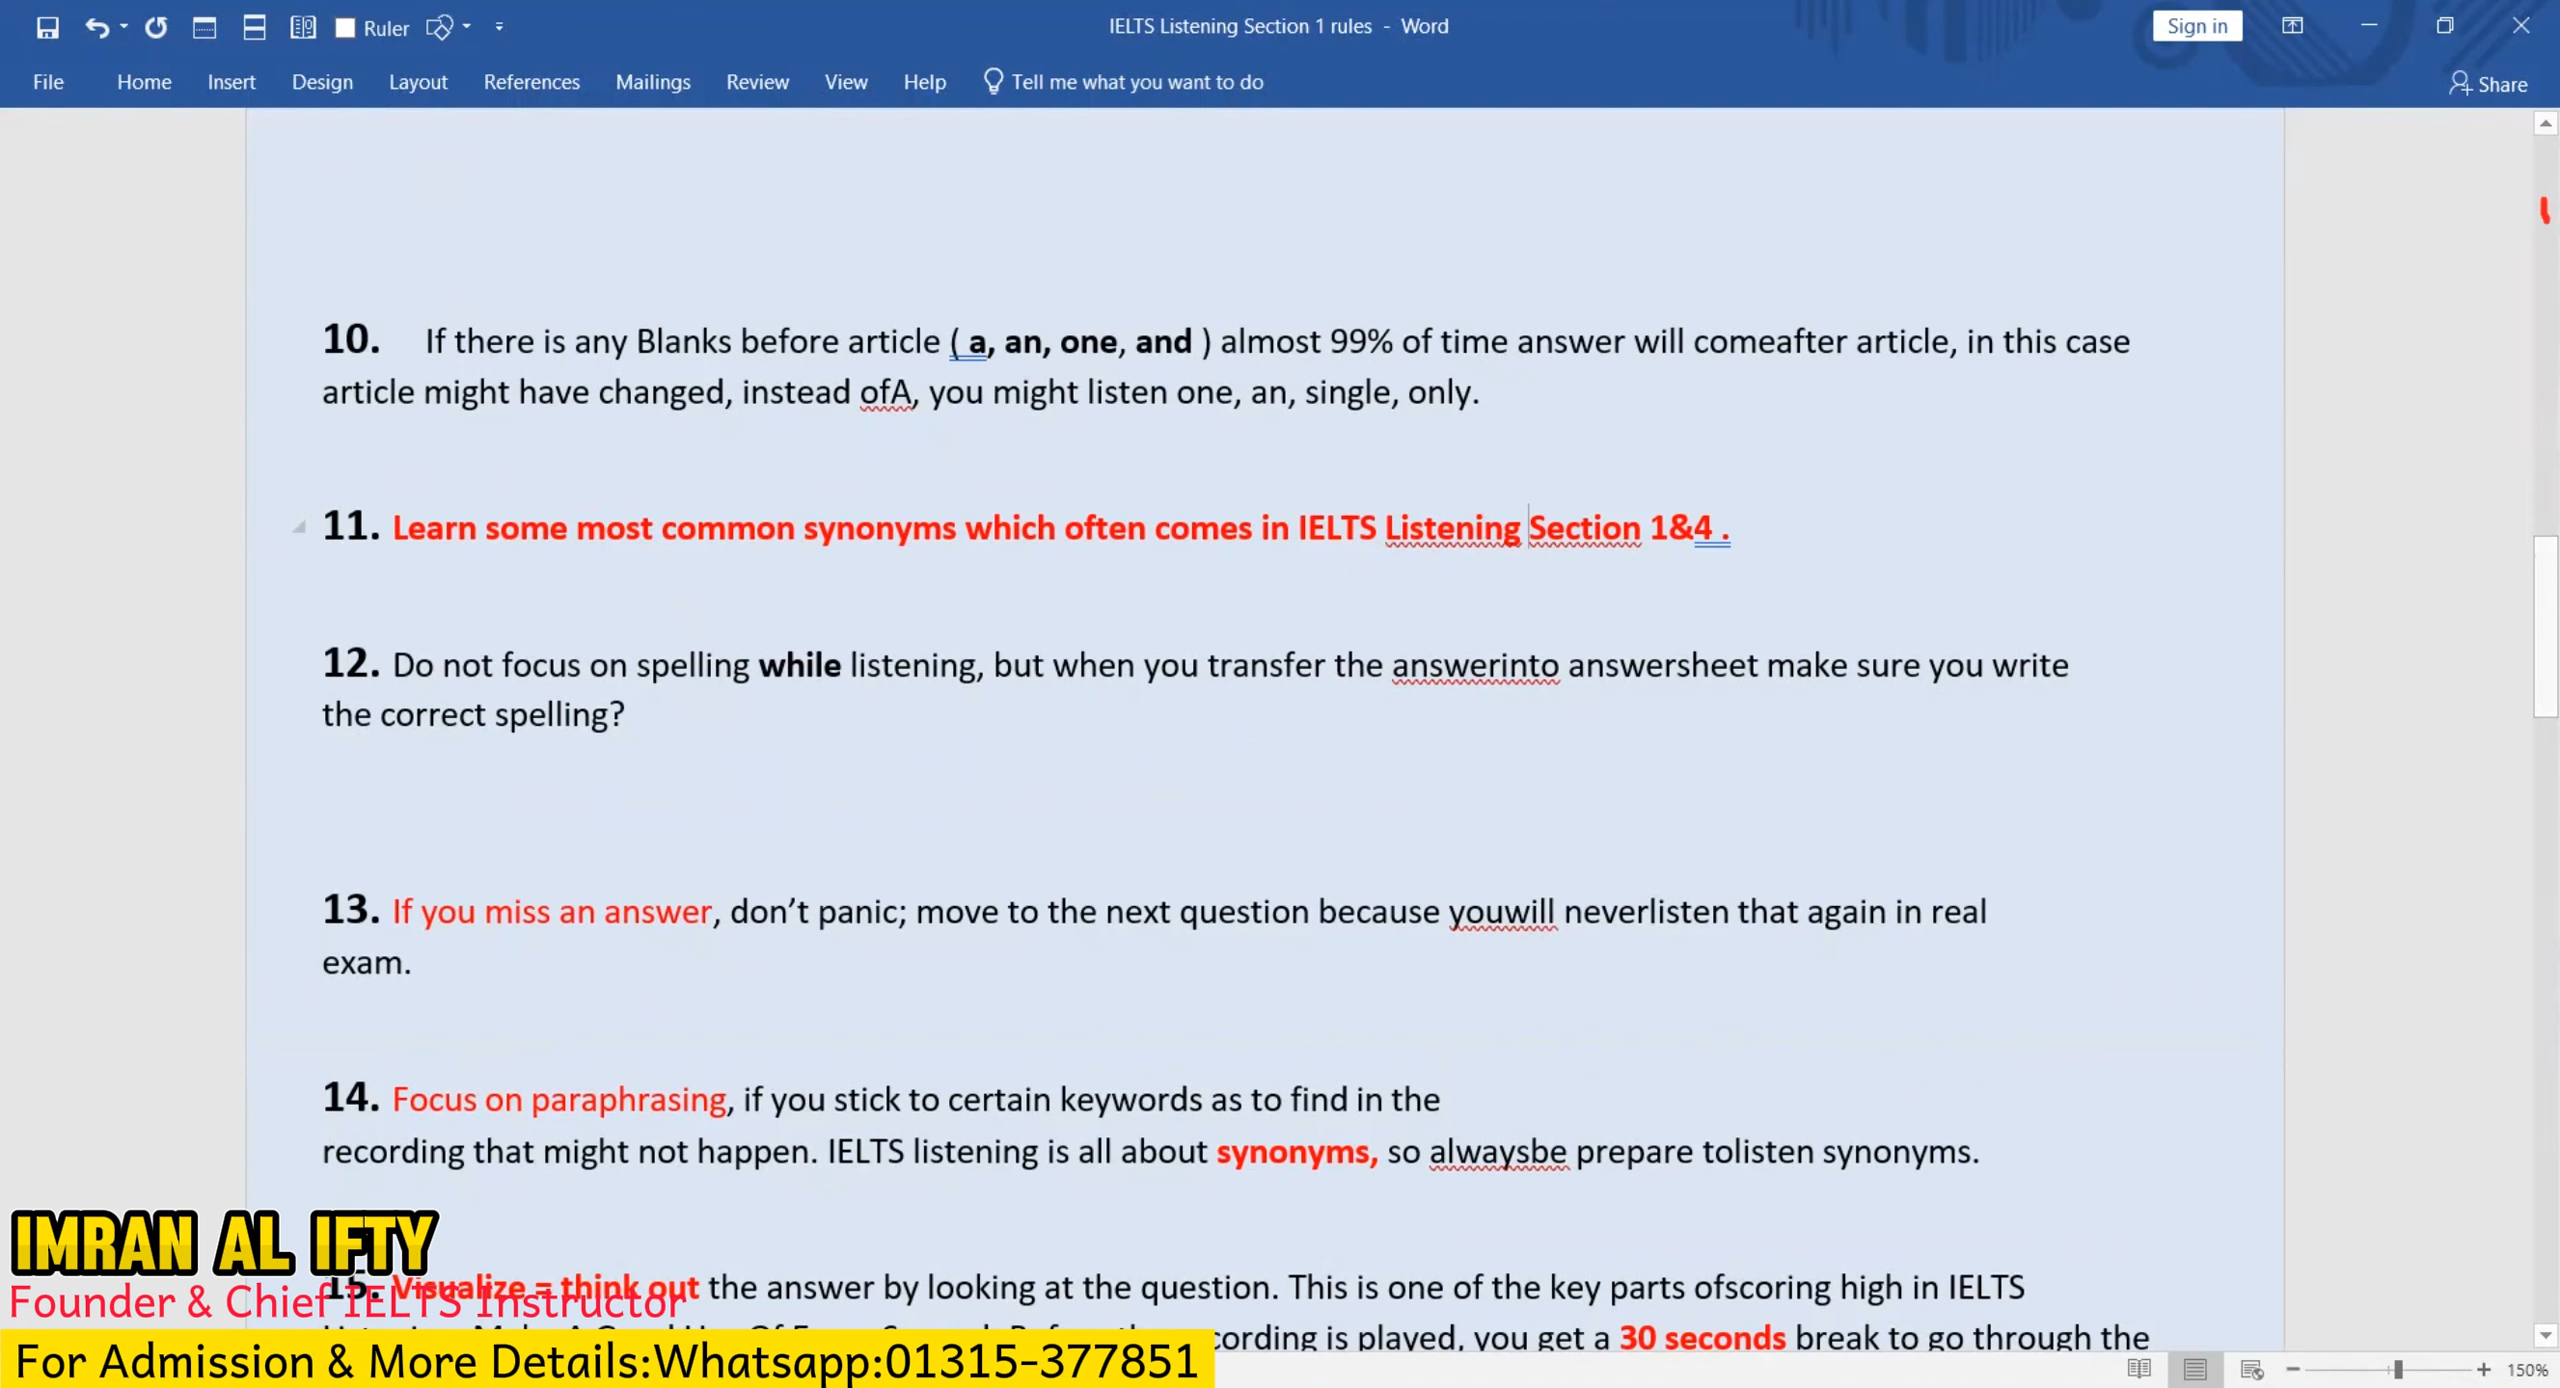 Ruler
IELTS Listening Section 1 rules - Word
Sign in
File Home Insert Design Layout References Mailings Review View Help Tell me what you want to do
Share
10. If there is any Blanks before article ( a, an, one, and ) almost 99% of time answer will comeafter article, in this case
article might have changed, instead ofA, you might listen one, an, single, only.
11. Learn some most common synonyms which often comes in IELTS Listening Section 1&4 .
12. Do not focus on spelling while listening, but when you transfer the answerinto answersheet make sure you write
the correct spelling?
13. If you miss an answer, don’t panic; move to the next question because youwill neverlisten that again in real
exam.
14. Focus on paraphrasing, if you stick to certain keywords as to find in the
recording that might not happen. IELTS listening is all about synonyms, so alwaysbe prepare tolisten synonyms.
IMRAN AL IFTY
15. Visualize = think out the answer by looking at the question. This is one of the key parts ofscoring high in IELTS
Founder & Chief IELTS Instructor
is played, you get a 30 seconds break to go through the
For Admission & More Details:Whatsapp:01315-377851
150%